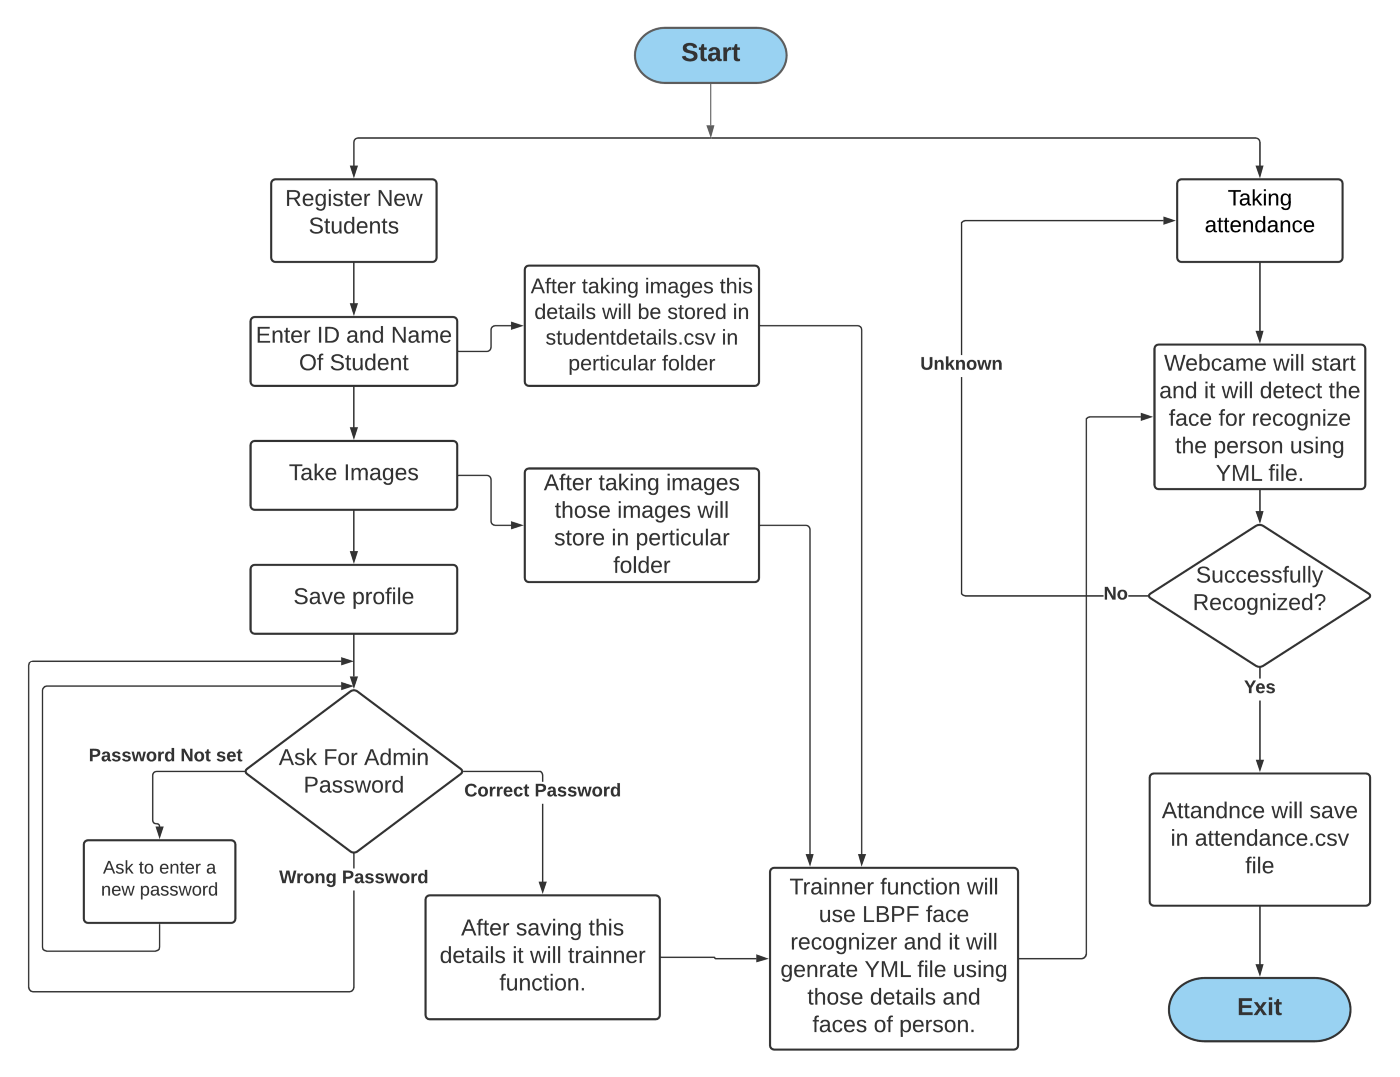 Start
Register New
Students
Taking
attendance
Enter ID and Name
Of Student
After taking images this
details will be stored in
studentdetails.csv in
perticular folder
Unknown
Webcame will start
and it will detect the
face for recognize
the person using
YML file.
Take Images
After taking images
those images will
store in perticular
folder
Save profile
No
Successfully
Recognized?
Yes
Password Not set
Ask For Admin
Password
Correct Password
Ask to enter a
new password
Wrong Password
After saving this
details it will trainner
function.
Trainner function will
use LBPF face
recognizer and it will
genrate YML file using
those details and
faces of person.
Attandnce will save
in attendance.csv
file
Exit